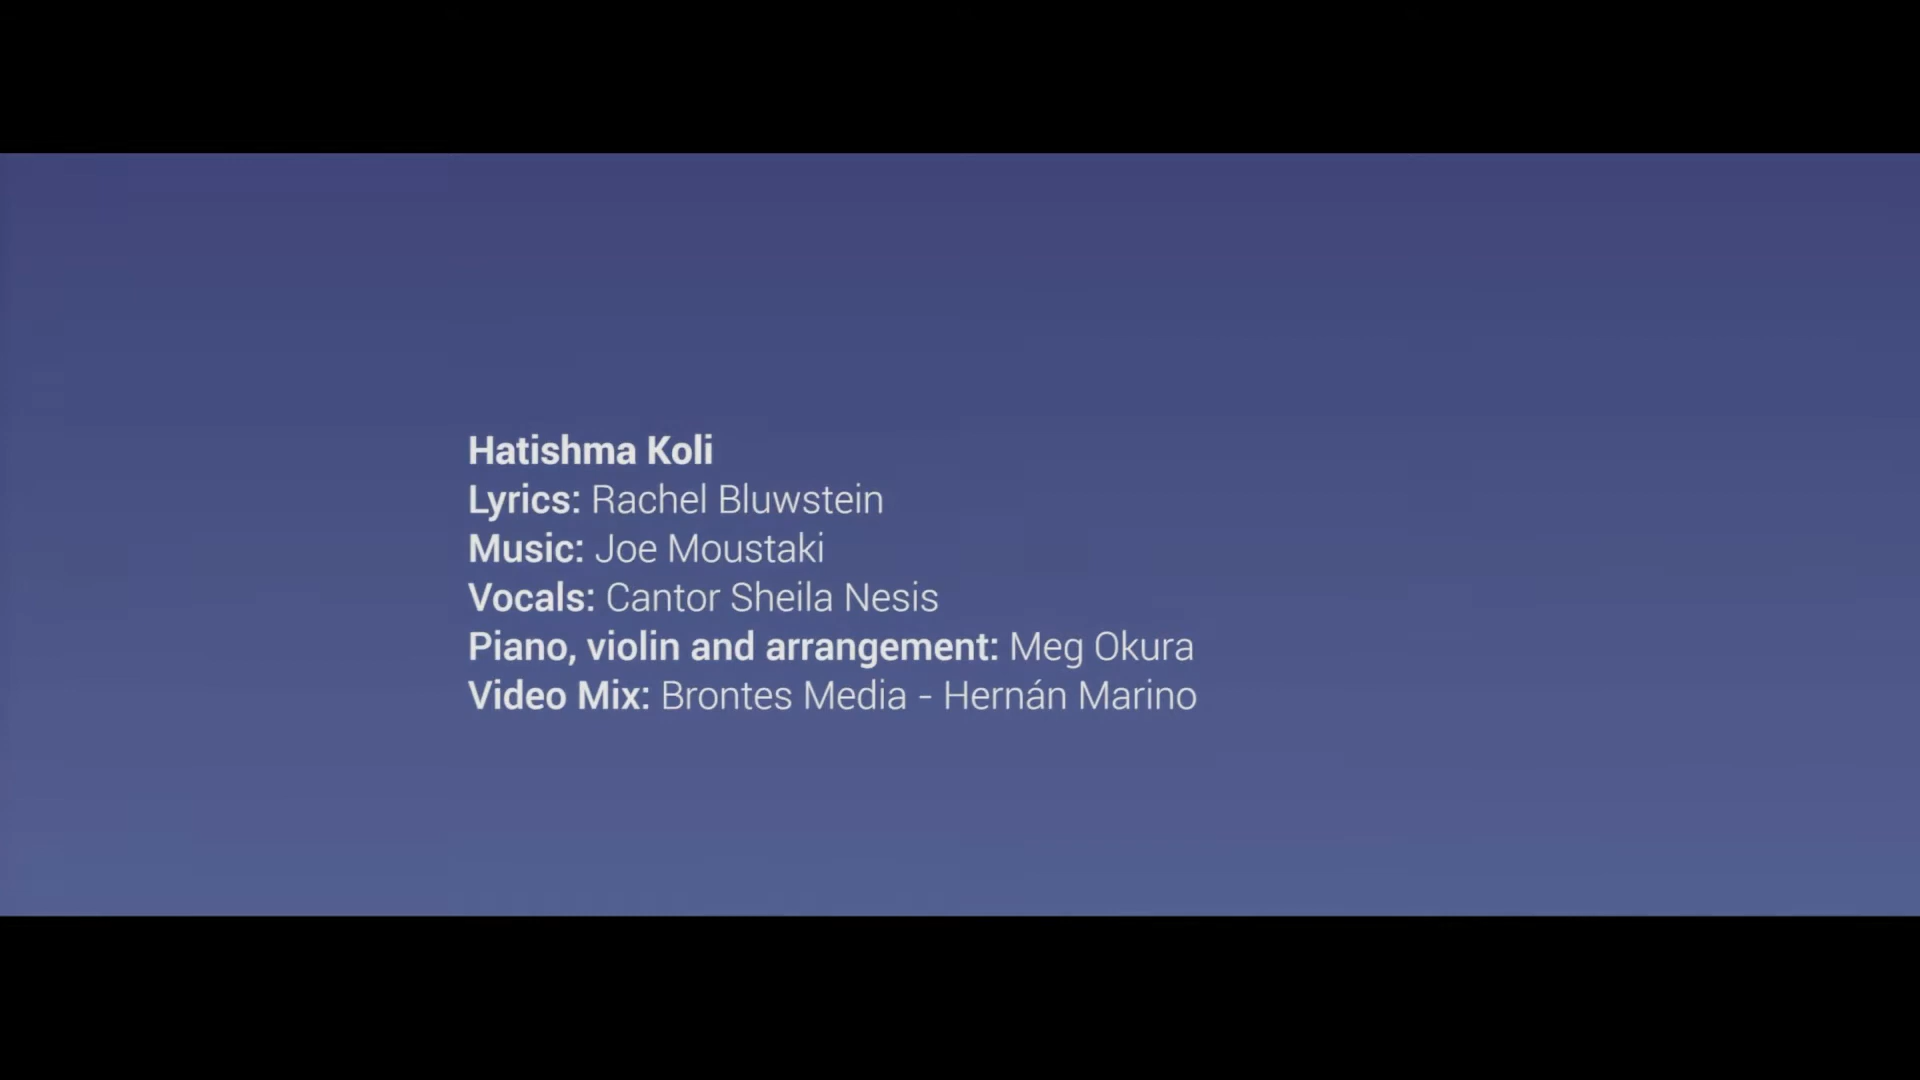 Hatishma Koli
Lyrics: Rachel Bluwstein
Music: Joe Moustaki
Vocals: Cantor Sheila Nesis
Piano, violin and arrangement: Meg Okura
Video Mix: Brontes Media - Hernán Marino